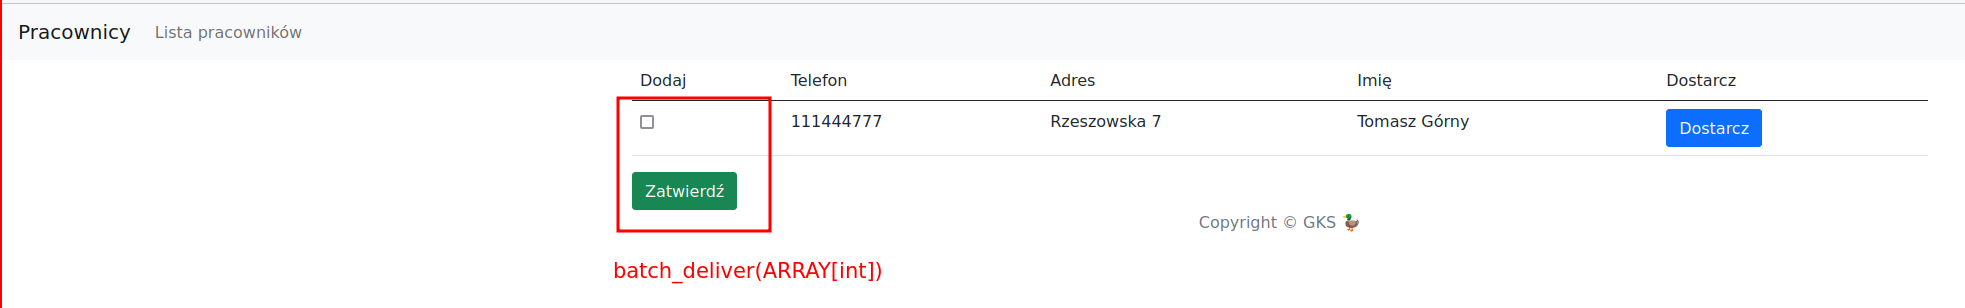 Pracownicy Lista pracowników
Dodaj Telefon Adres Imię Dostarcz
111444777 Rzeszowska 7 Tomasz Górny Dostarcz
Zatwierdź
Copyright © GKS 🦆
batch_deliver(ARRAY[int])